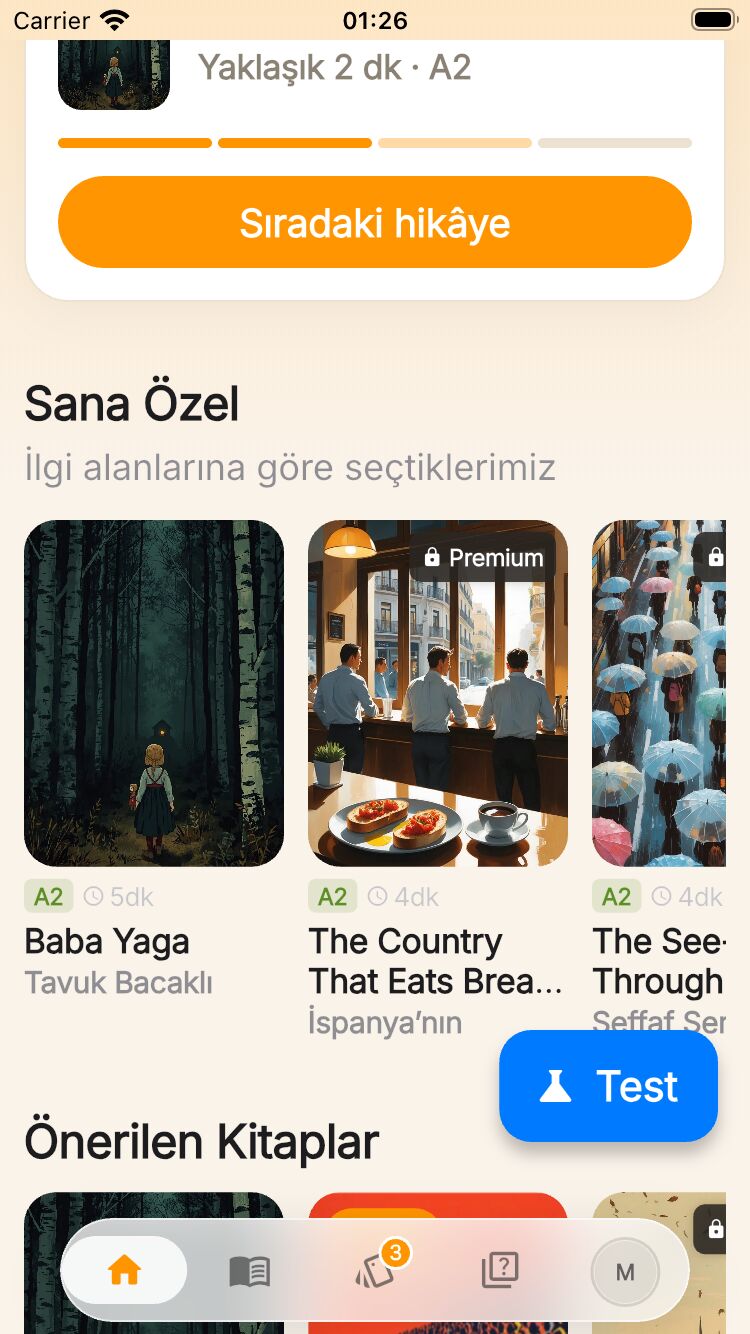 Carrier
01:26
Yaklaşık 2 dk · A2
Sıradaki hikâye
Sana Özel
İlgi alanlarına göre seçtiklerimiz
Premium
A2 5dk
Baba Yaga
Tavuk Bacaklı
A2 4dk
The Country
That Eats Brea…
İspanya’nın
A2 4dk
The See-
Through
Test
Önerilen Kitaplar
3
M